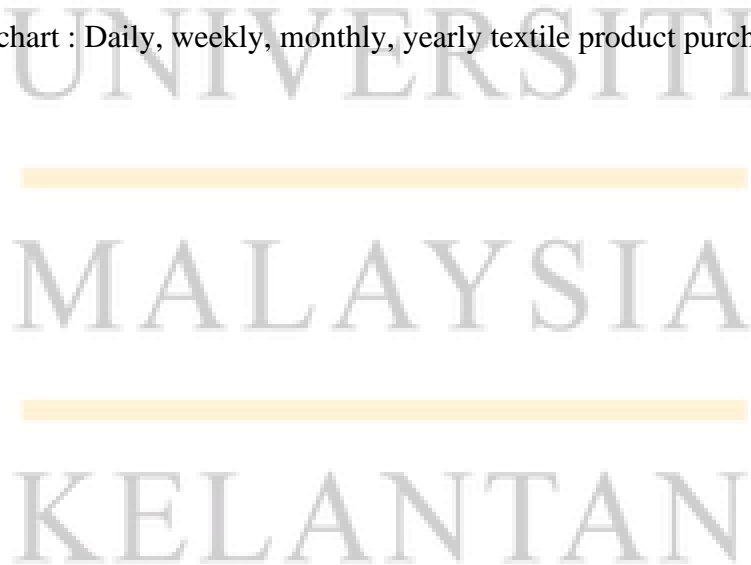 chart : Daily, weekly, monthly, yearly textile product purch
UNIVERSITI
MALAYSIA
KELANTAN